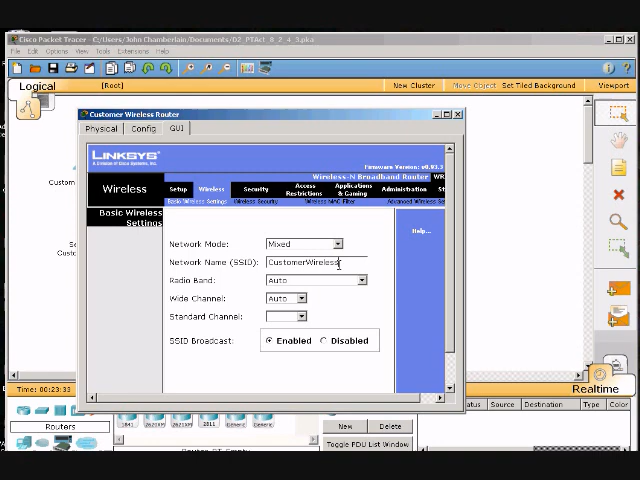 Cisco Packet Tracer - C:/Users/John Chamberlain/Documents/D2_PTAct_8_2_4_3.pka
File Edit Options View Tools Extensions Help
Logical [Root] New Cluster Move Object Set Tiled Background Viewport
Customer Wireless Router
Physical Config GUI
LINKSYS
A Division of Cisco Systems, Inc.
Firmware Version: v0.93.3
Wireless-N Broadband Router WR
Wireless
Setup Wireless Security Access Restrictions Applications & Gaming Administration St
Basic Wireless Settings Wireless Security Wireless MAC Filter Advanced Wireless Se
Basic Wireless Settings
Help...
Network Mode: Mixed
Network Name (SSID): CustomerWireless
Radio Band: Auto
Wide Channel: Auto
Standard Channel:
SSID Broadcast: Enabled Disabled
Custom
Time: 00:23:33
Realtime
Routers
1841 2620XM 2621XM 2811 Generic Generic
New Delete
Toggle PDU List Window
Source Destination Type Color